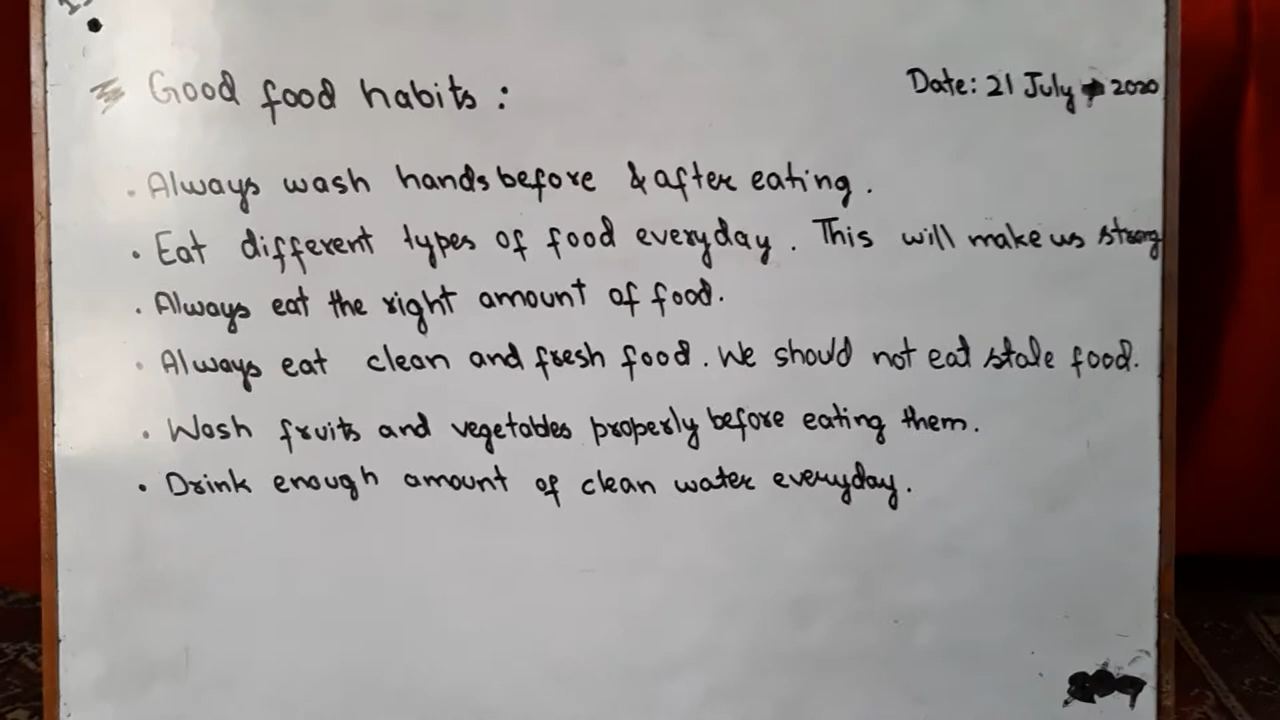 Good food habits :
Date: 21 July 2020
. Always wash hands before & after eating .
. Eat different types of food everyday . This will make us strong
. Always eat the right amount of food.
. Always eat clean and fresh food. We should not eat stale food.
. Wash fruits and vegetables properly before eating them.
. Drink enough amount of clean water everyday.